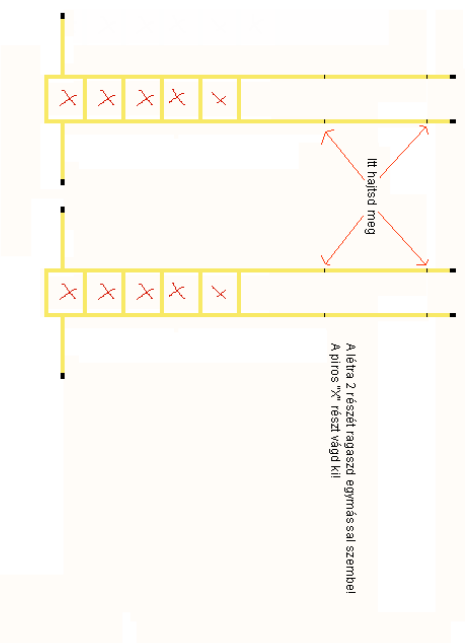 Itt hajtsd meg
A létra 2 részét ragaszd egymással szembe!
A piros "X" részt vágd ki!